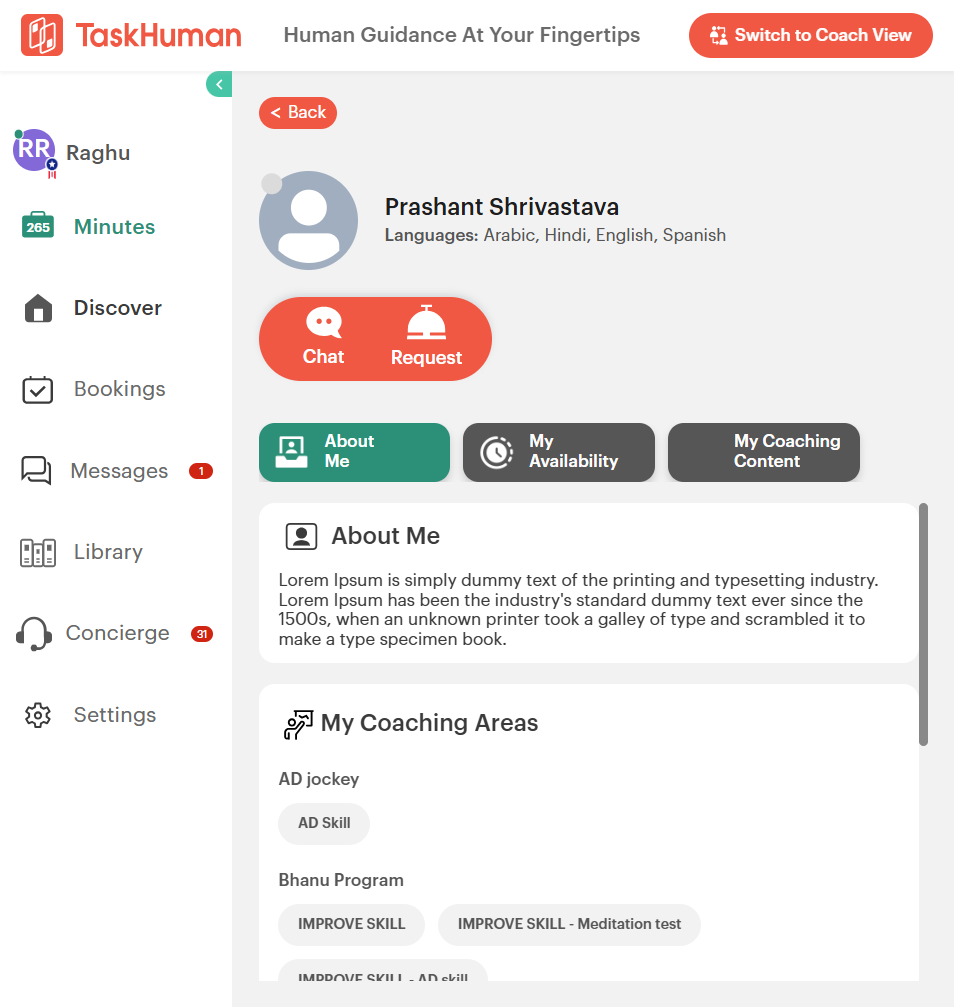 TaskHuman
Human Guidance At Your Fingertips
Switch to Coach View
< Back
RR
Raghu
265
Minutes
Discover
Bookings
Messages
1
Library
Concierge
31
Settings
Prashant Shrivastava
Languages: Arabic, Hindi, English, Spanish
Chat
Request
About
Me
My
Availability
My Coaching
Content
About Me
Lorem Ipsum is simply dummy text of the printing and typesetting industry.
Lorem Ipsum has been the industry's standard dummy text ever since the
1500s, when an unknown printer took a galley of type and scrambled it to
make a type specimen book.
My Coaching Areas
AD jockey
AD Skill
Bhanu Program
IMPROVE SKILL
IMPROVE SKILL - Meditation test
IMPROVE SKILL - AD skill